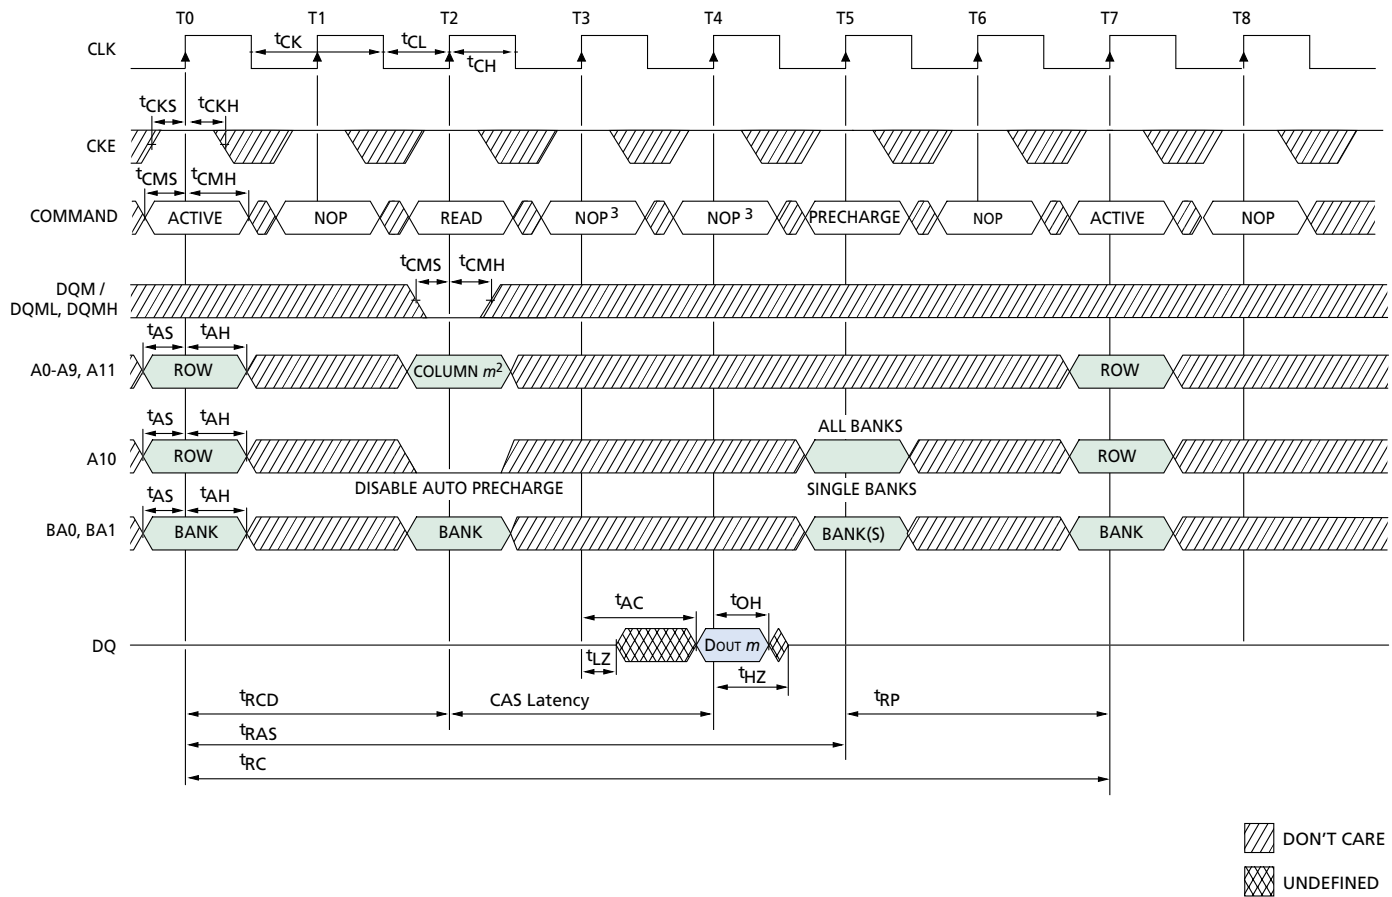 T0 T1 T2 T3 T4 T5 T6 T7 T8
CLK
tCK tCL
tCH
tCKS tCKH
CKE
tCMS tCMH
COMMAND ACTIVE NOP READ NOP3 NOP3 PRECHARGE NOP ACTIVE NOP
tCMS tCMH
DQM /
DQML, DQMH
tAS tAH
A0-A9, A11 ROW COLUMN m2 ROW
tAS tAH ALL BANKS
A10 ROW ROW
DISABLE AUTO PRECHARGE SINGLE BANKS
tAS tAH
BA0, BA1 BANK BANK BANK(S) BANK
tAC tOH
DQ DOUT m
tLZ tHZ
tRCD CAS Latency tRP
tRAS
tRC
DON'T CARE
UNDEFINED